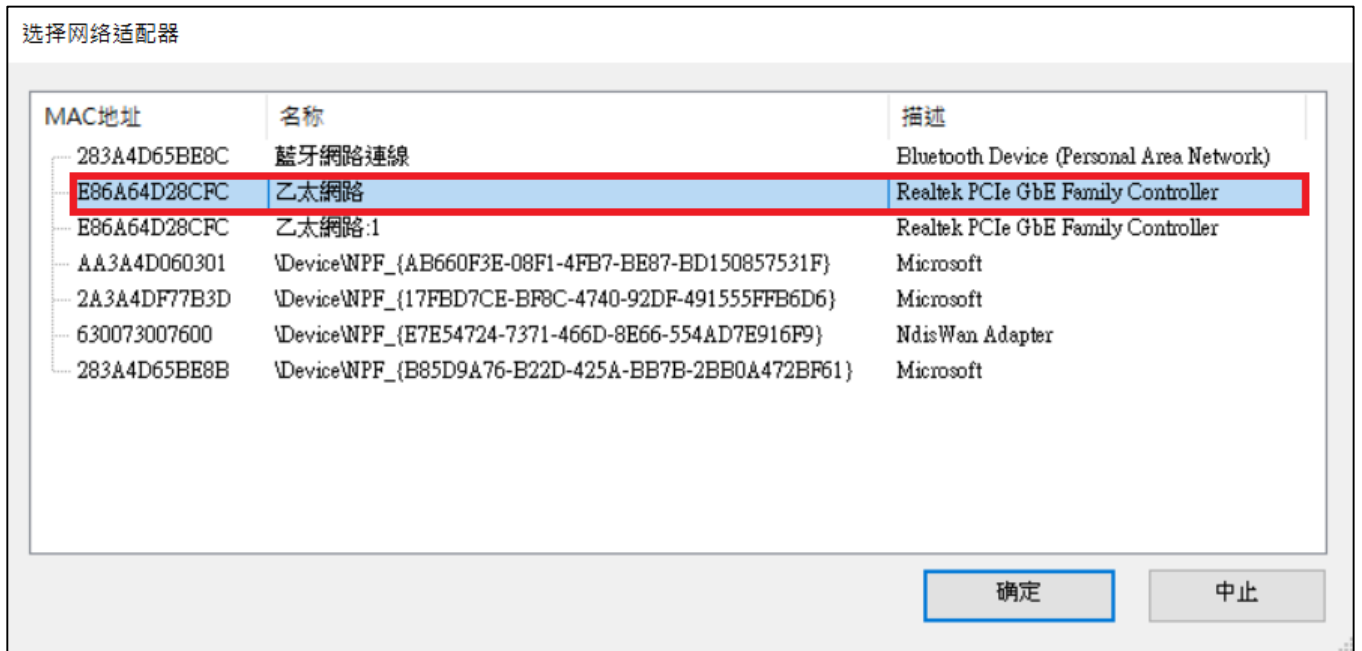 选择网络适配器
MAC地址 名称 描述
283A4D65BE8C 藍牙網路連線 Bluetooth Device (Personal Area Network)
E86A64D28CFC 乙太網路 Realtek PCIe GbE Family Controller
E86A64D28CFC 乙太網路:1 Realtek PCIe GbE Family Controller
AA3A4D060301 \Device\NPF_{AB660F3E-08F1-4FB7-BE87-BD150857531F} Microsoft
2A3A4DF77B3D \Device\NPF_{17FBD7CE-BF8C-4740-92DF-491555FFB6D6} Microsoft
630073007600 \Device\NPF_{E7E54724-7371-466D-8E66-554AD7E916F9} NdisWan Adapter
283A4D65BE8B \Device\NPF_{B85D9A76-B22D-425A-BB7B-2BB0A472BF61} Microsoft
确定 中止